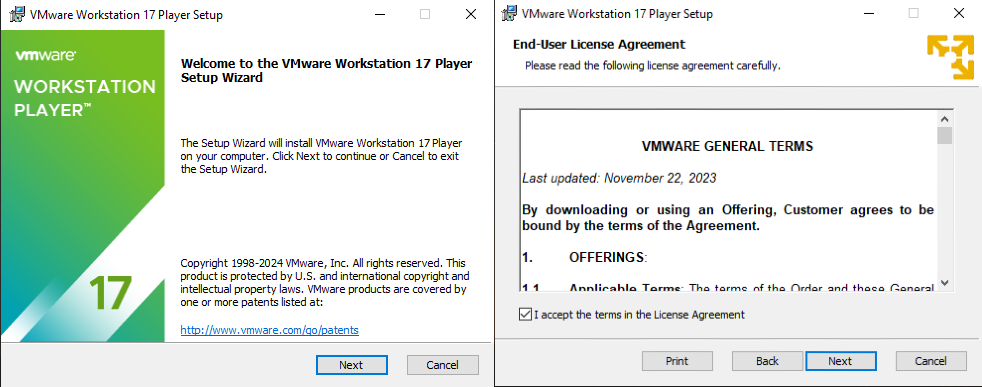 VMware Workstation 17 Player Setup
vmware®
WORKSTATION
PLAYER™
17
Welcome to the VMware Workstation 17 Player
Setup Wizard
The Setup Wizard will install VMware Workstation 17 Player
on your computer. Click Next to continue or Cancel to exit
the Setup Wizard.
Copyright 1998-2024 VMware, Inc. All rights reserved. This
product is protected by U.S. and international copyright and
intellectual property laws. VMware products are covered by
one or more patents listed at:
http://www.vmware.com/go/patents
Next
Cancel
VMware Workstation 17 Player Setup
End-User License Agreement
Please read the following license agreement carefully.
VMWARE GENERAL TERMS
Last updated: November 22, 2023
By downloading or using an Offering, Customer agrees to be
bound by the terms of the Agreement.
1. OFFERINGS:
1.1 Applicable Terms: The terms of the Order and these General
I accept the terms in the License Agreement
Print
Back
Next
Cancel